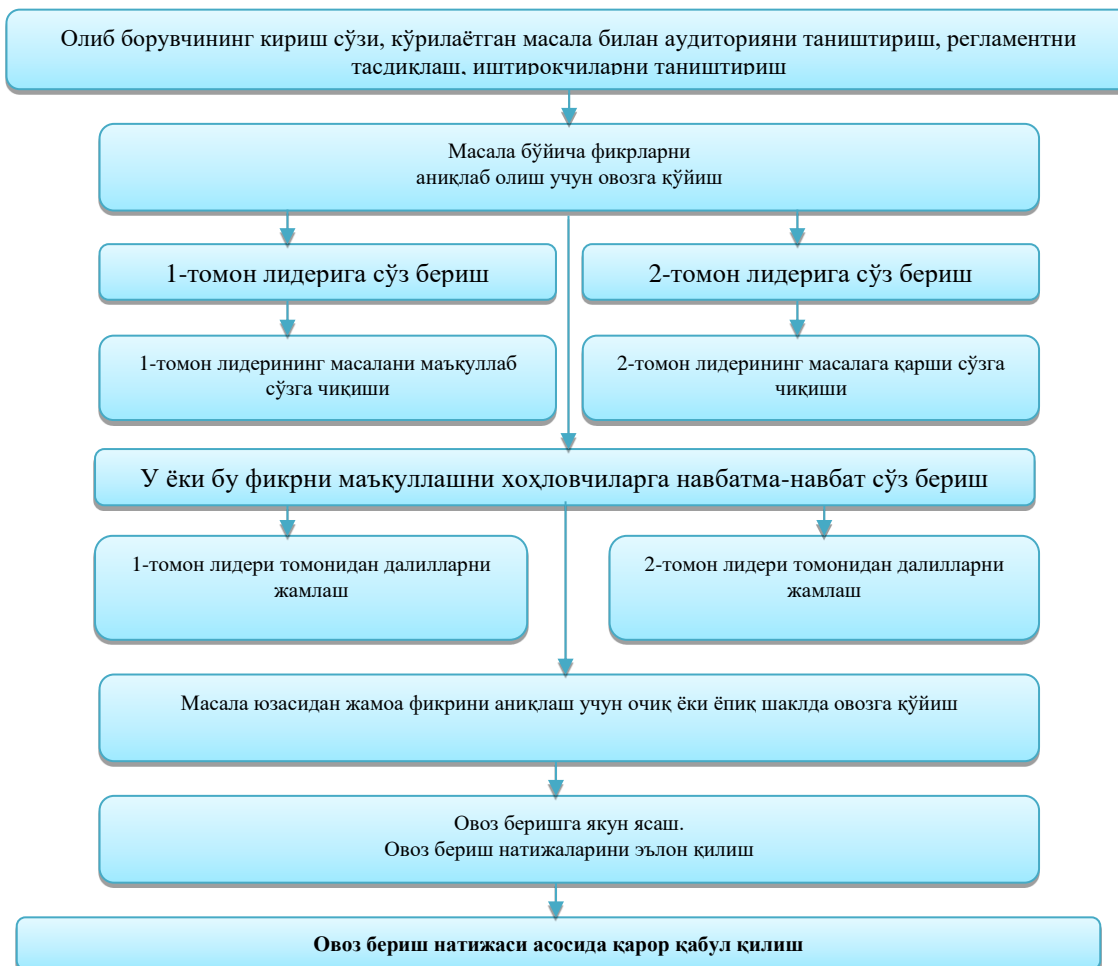 Олиб борувчининг кириш сўзи, кўрилаётган масала билан аудиторияни таништириш, регламентни
тасдиқлаш, иштирокчиларни таништириш
Масала бўйича фикрларни
аниқлаб олиш учун овозга қўйиш
1-томон лидерига сўз бериш
2-томон лидерига сўз бериш
1-томон лидерининг масалани маъқуллаб
сўзга чиқиши
2-томон лидерининг масалага қарши сўзга
чиқиши
У ёки бу фикрни маъқуллашни хоҳловчиларга навбатма-навбат сўз бериш
1-томон лидери томонидан далилларни
жамлаш
2-томон лидери томонидан далилларни
жамлаш
Масала юзасидан жамоа фикрини аниқлаш учун очиқ ёки ёпиқ шаклда овозга қўйиш
Овоз беришга якун ясаш.
Овоз бериш натижаларини эълон қилиш
Овоз бериш натижаси асосида қарор қабул қилиш